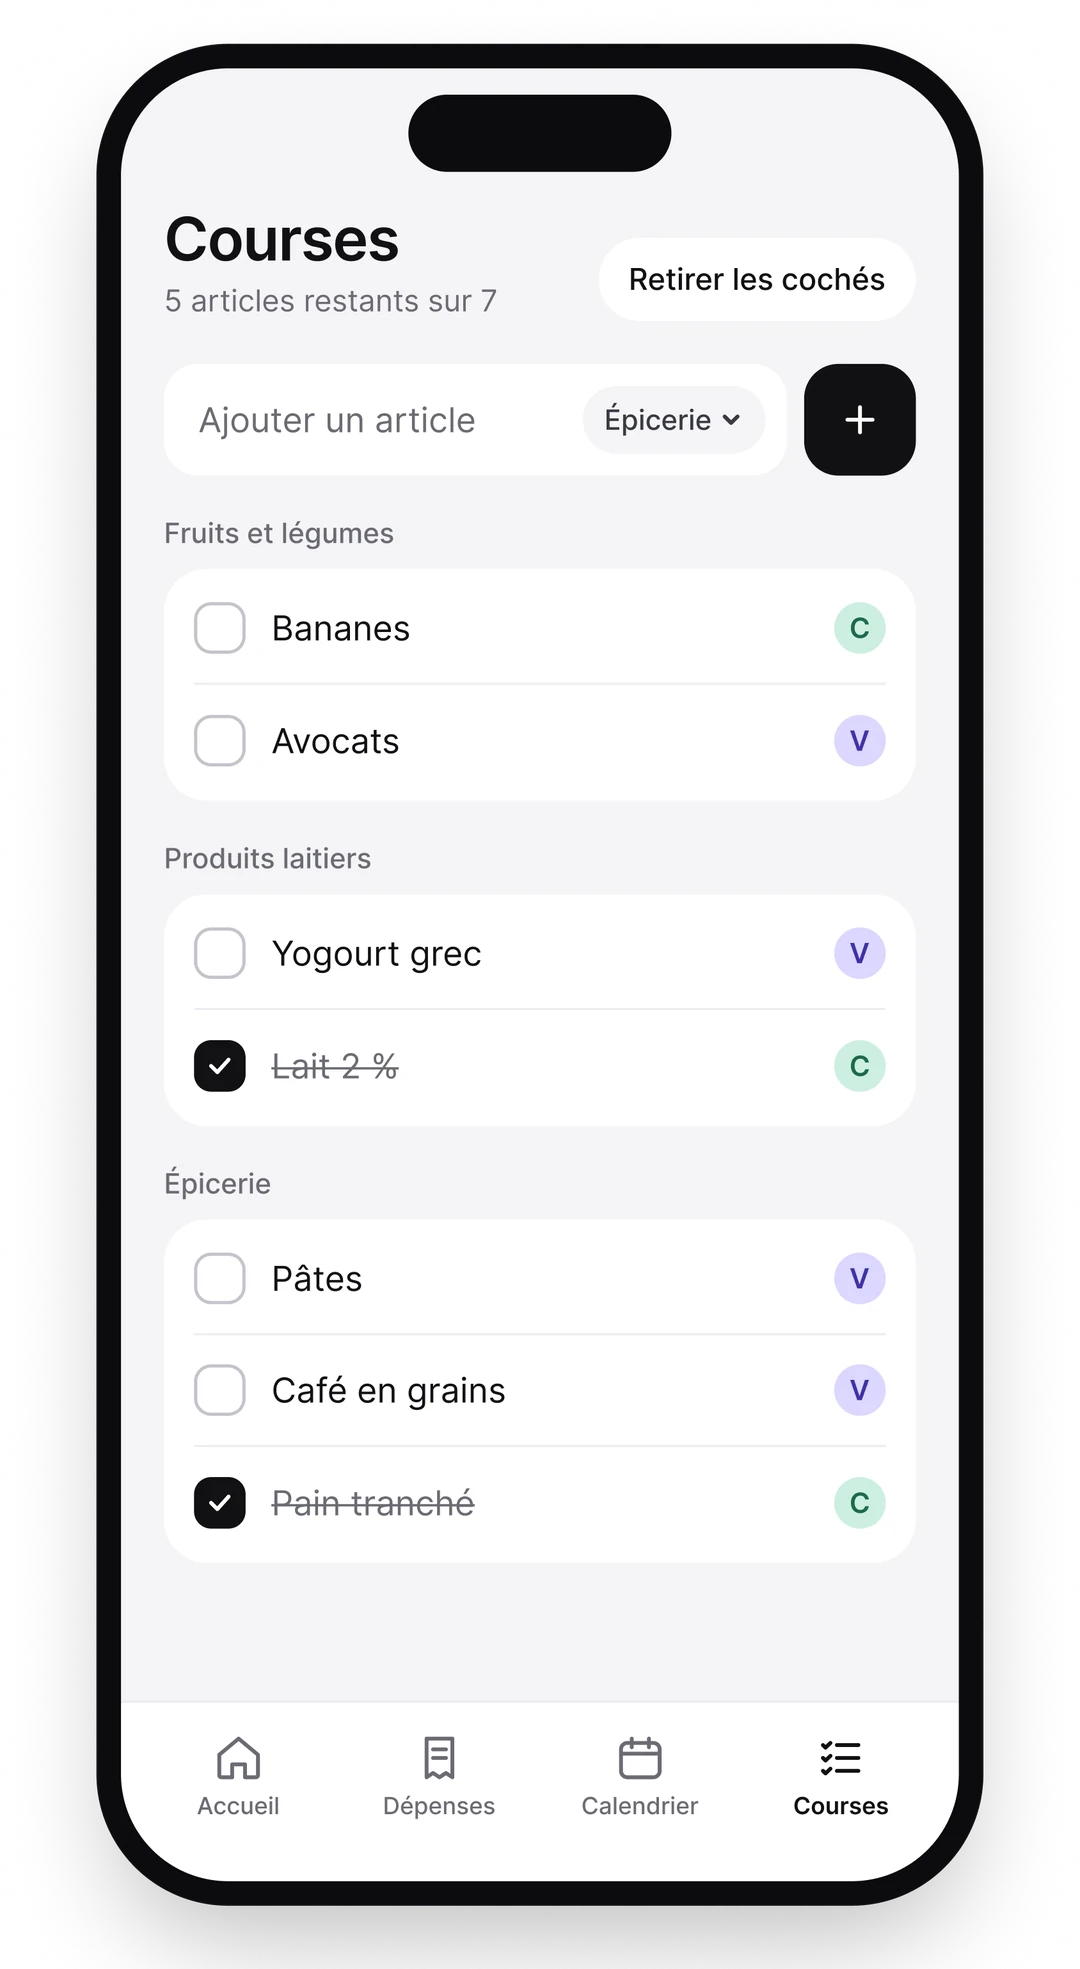 Courses
5 articles restants sur 7
Retirer les cochés
Ajouter un article
Épicerie
Fruits et légumes
Bananes
C
Avocats
V
Produits laitiers
Yogourt grec
V
Lait 2 %
C
Épicerie
Pâtes
V
Café en grains
V
Pain tranché
C
Accueil
Dépenses
Calendrier
Courses